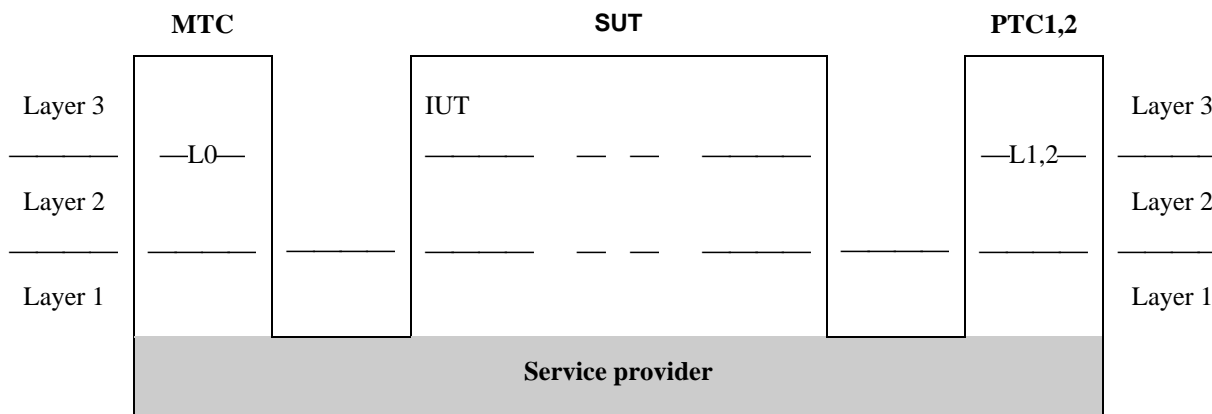 MTC SUT PTC1,2
Layer 3 IUT Layer 3
L0 L1,2
Layer 2 Layer 2
Layer 1 Layer 1
Service provider